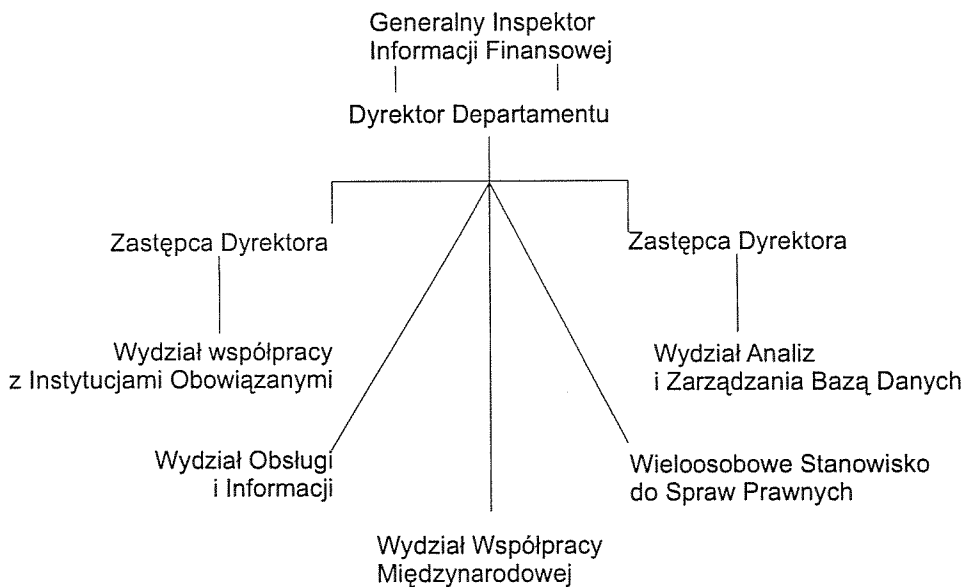 Generalny Inspektor
Informacji Finansowej
Dyrektor Departamentu
Zastępca Dyrektora
Zastępca Dyrektora
Wydział współpracy
z Instytucjami Obowiązanymi
Wydział Analiz
i Zarządzania Bazą Danych
Wydział Obsługi
i Informacji
Wieloosobowe Stanowisko
do Spraw Prawnych
Wydział Współpracy
Międzynarodowej